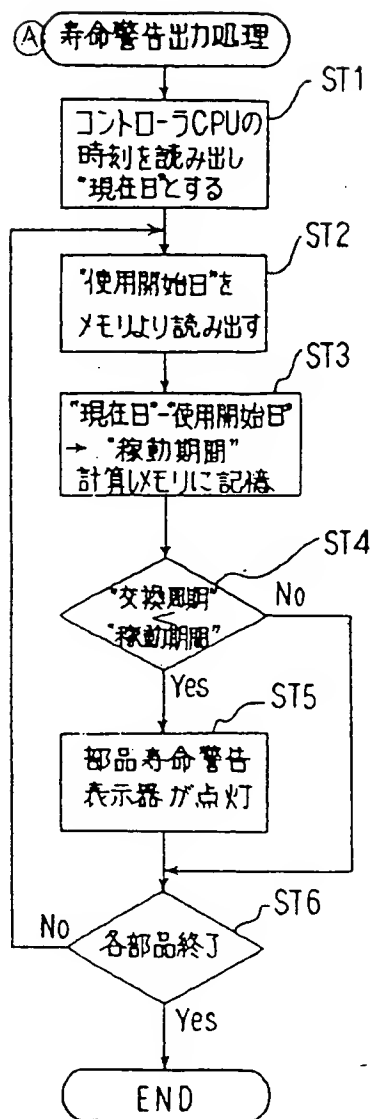 Ⓐ 寿命警告出力処理
ST1
コントローラCPUの
時刻を読み出し
"現在日"とする
ST2
"使用開始日"を
メモリより読み出す
ST3
"現在日"-"使用開始日"
→ "稼動期間"
計算しメモリに記憶
ST4
"交換周期"
<
"稼動期間"
No
Yes
ST5
部品寿命警告
表示器が点灯
ST6
No
各部品終了
Yes
END